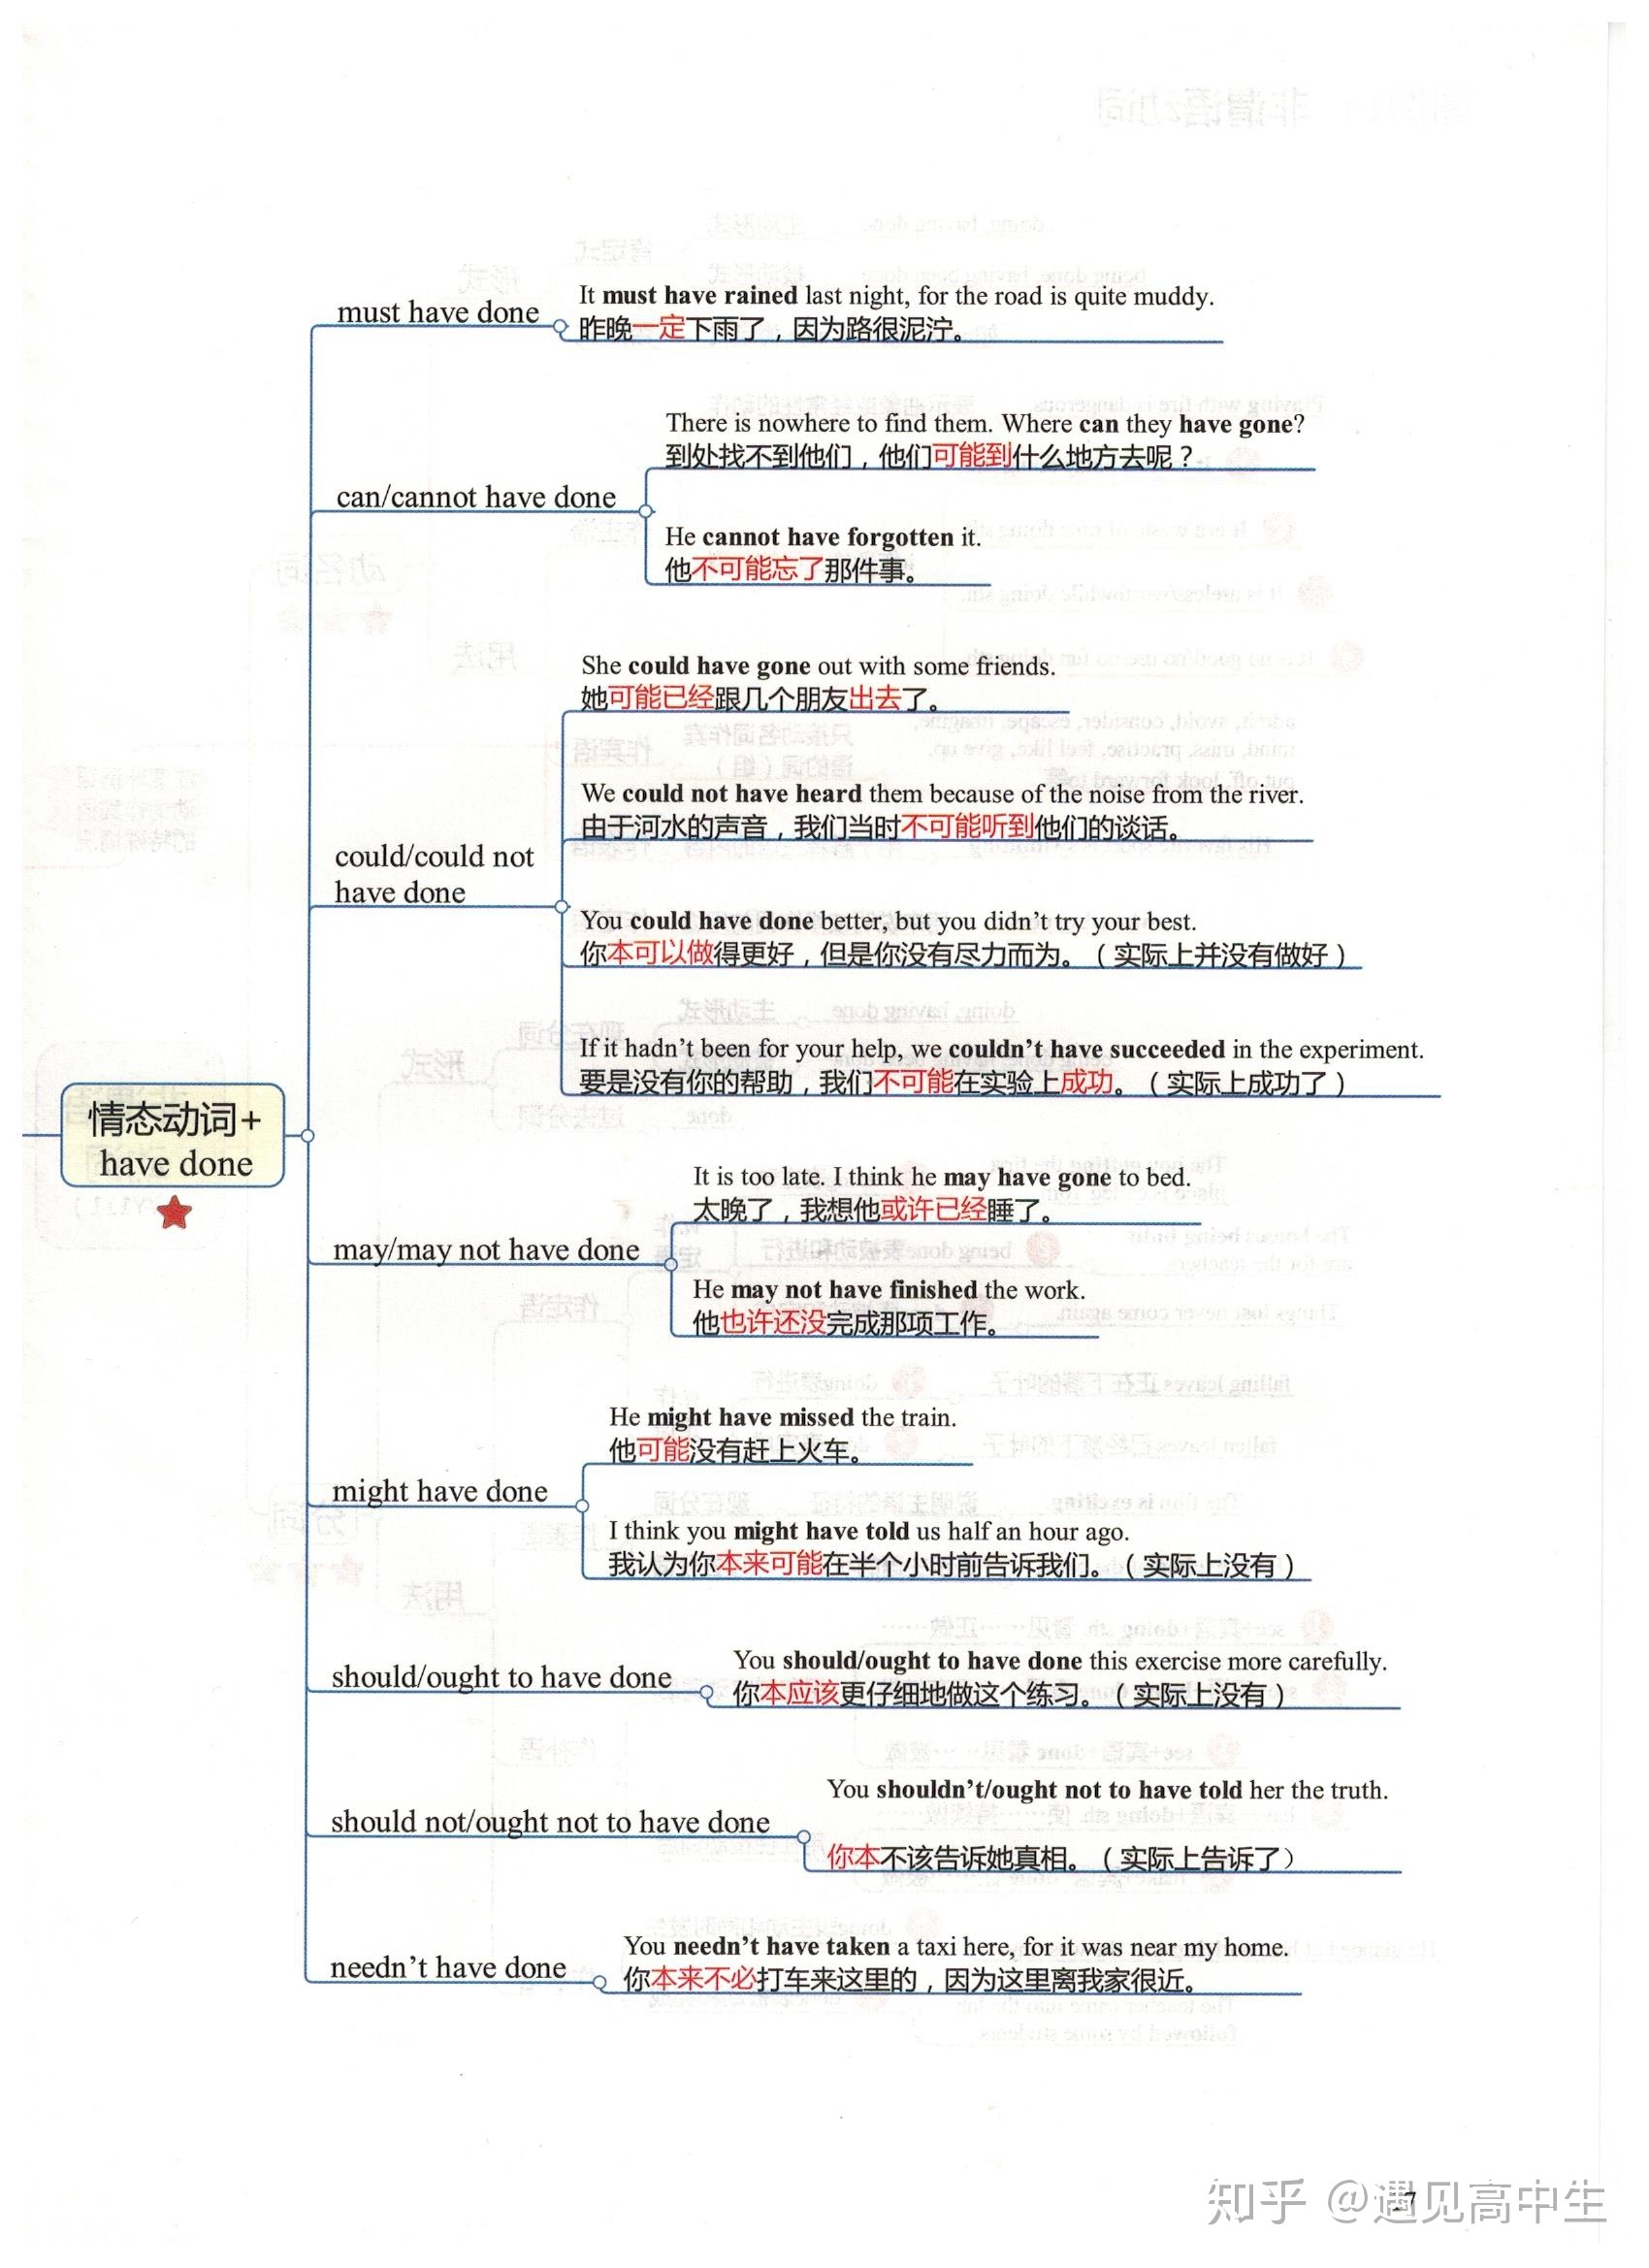 must have done
It must have rained last night, for the road is quite muddy.
昨晚一定下雨了，因为路很泥泞。
can/cannot have done
There is nowhere to find them. Where can they have gone?
到处找不到他们，他们可能到什么地方去呢？
He cannot have forgotten it.
他不可能忘了那件事。
could/could not
have done
She could have gone out with some friends.
她可能已经跟几个朋友出去了。
We could not have heard them because of the noise from the river.
由于河水的声音，我们当时不可能听到他们的谈话。
You could have done better, but you didn't try your best.
你本可以做得更好，但是你没有尽力而为。（实际上并没有做好）
If it hadn't been for your help, we couldn't have succeeded in the experiment.
要是没有你的帮助，我们不可能在实验上成功。（实际上成功了）
情态动词+
have done
may/may not have done
It is too late. I think he may have gone to bed.
太晚了，我想他或许已经睡了。
He may not have finished the work.
他也许还没完成那项工作。
might have done
He might have missed the train.
他可能没有赶上火车。
I think you might have told us half an hour ago.
我认为你本来可能在半个小时前告诉我们。（实际上没有）
should/ought to have done
You should/ought to have done this exercise more carefully.
你本应该更仔细地做这个练习。（实际上没有）
should not/ought not to have done
You shouldn't/ought not to have told her the truth.
你本不该告诉她真相。（实际上告诉了）
needn't have done
You needn't have taken a taxi here, for it was near my home.
你本来不必打车来这里的，因为这里离我家很近。
知乎 @遇见高中生